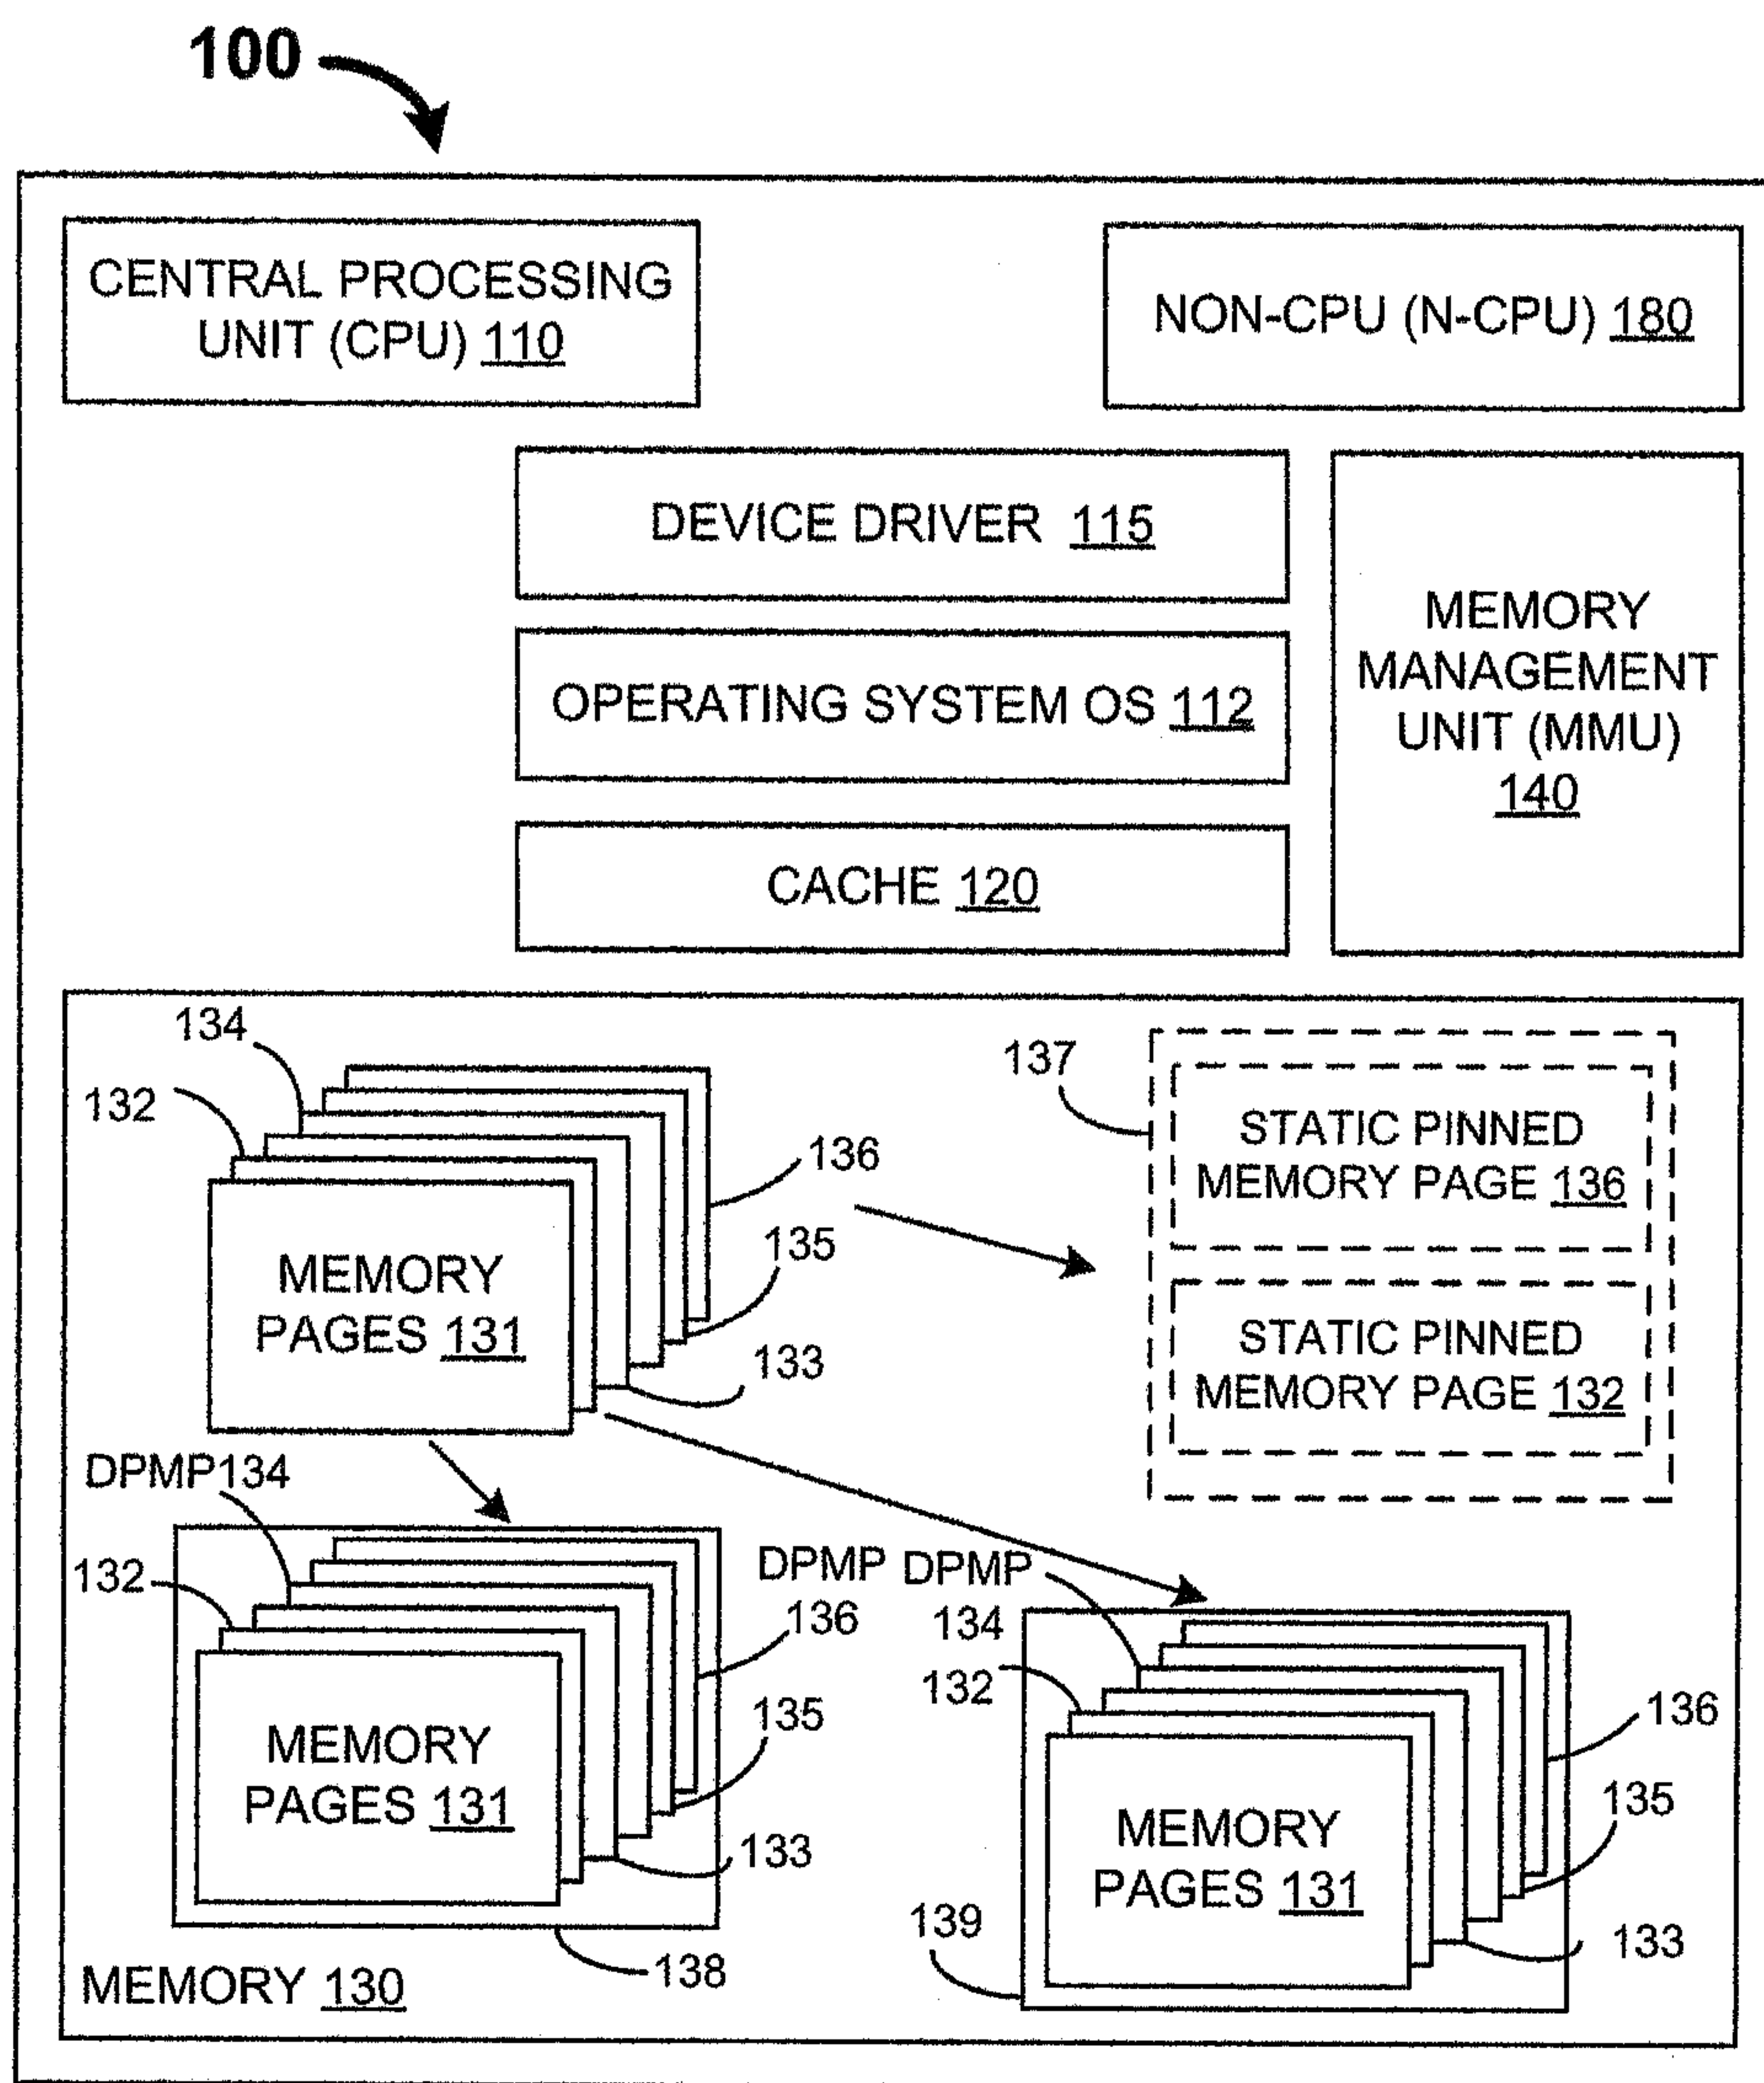 100
CENTRAL PROCESSING
UNIT (CPU) 110
NON-CPU (N-CPU) 180
DEVICE DRIVER 115
OPERATING SYSTEM OS 112
CACHE 120
MEMORY
MANAGEMENT
UNIT (MMU)
140
134
132
136
135
133
MEMORY
PAGES 131
137
STATIC PINNED
MEMORY PAGE 136
STATIC PINNED
MEMORY PAGE 132
DPMP134
132
DPMP
136
135
133
MEMORY
PAGES 131
138
DPMP
134
132
136
135
133
MEMORY
PAGES 131
139
MEMORY 130